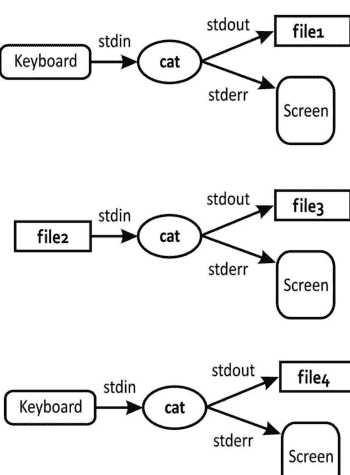 stdout
file1
stdin
Keyboard
cat
stderr
Screen
stdout
file3
stdin
file2
cat
stderr
Screen
stdout
file4
stdin
Keyboard
cat
stderr
Screen